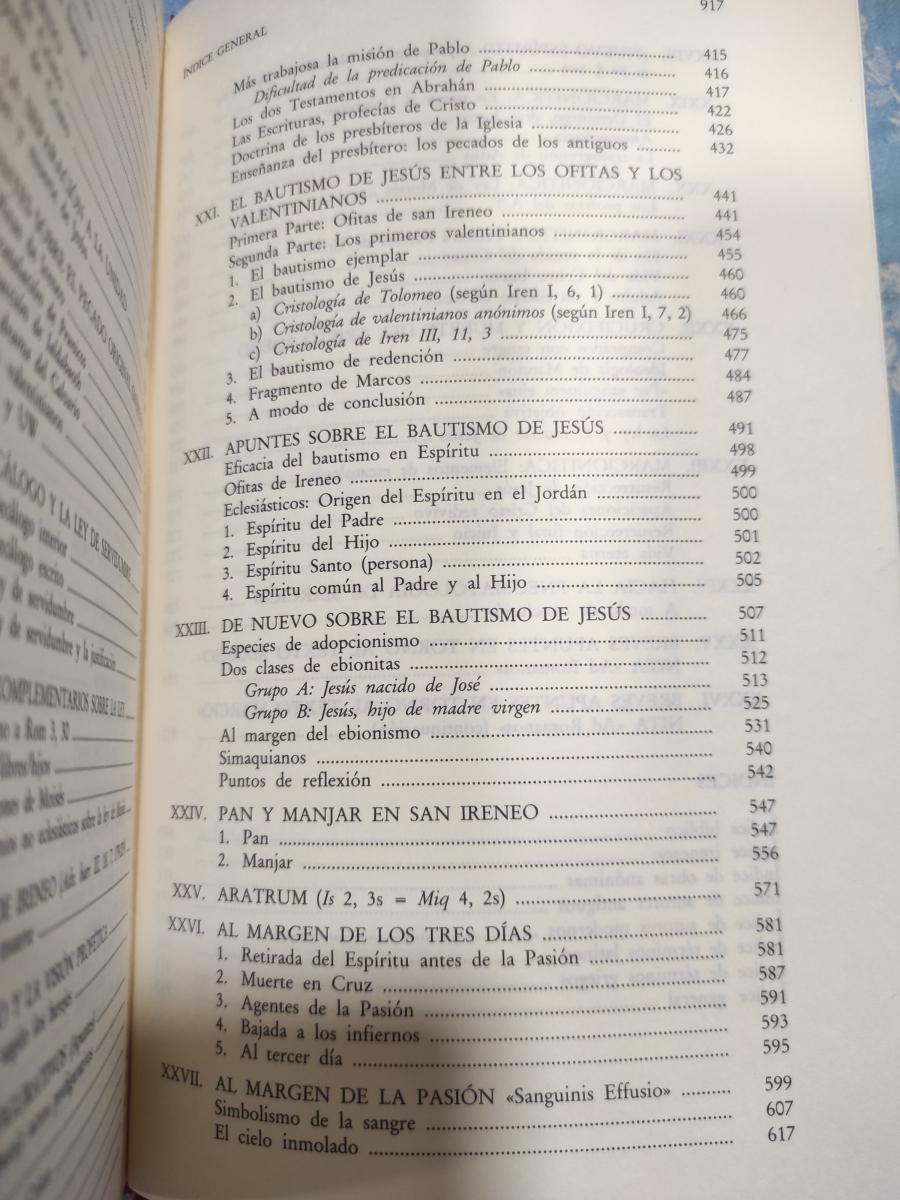 917
ÍNDICE GENERAL
Más trabajosa la misión de Pablo 415
Dificultad de la predicación de Pablo 416
Los dos Testamentos en Abrahán 417
Las Escrituras, profecías de Cristo 422
Doctrina de los presbíteros de la Iglesia 426
Enseñanza del presbítero: los pecados de los antiguos 432
XXI. EL BAUTISMO DE JESÚS ENTRE LOS OFITAS Y LOS
VALENTINIANOS 441
Primera Parte: Ofitas de san Ireneo 441
Segunda Parte: Los primeros valentinianos 454
1. El bautismo ejemplar 455
2. El bautismo de Jesús 460
a) Cristología de Tolomeo (según Iren I, 6, 1) 460
b) Cristología de valentinianos anónimos (según Iren I, 7, 2) 466
c) Cristología de Iren III, 11, 3 475
3. El bautismo de redención 477
4. Fragmento de Marcos 484
5. A modo de conclusión 487
XXII. APUNTES SOBRE EL BAUTISMO DE JESÚS 491
Eficacia del bautismo en Espíritu 498
Ofitas de Ireneo 499
Eclesiásticos: Origen del Espíritu en el Jordán 500
1. Espíritu del Padre 500
2. Espíritu del Hijo 501
3. Espíritu Santo (persona) 502
4. Espíritu común al Padre y al Hijo 505
XXIII. DE NUEVO SOBRE EL BAUTISMO DE JESÚS 507
Especies de adopcionismo 511
Dos clases de ebionitas 512
Grupo A: Jesús nacido de José 513
Grupo B: Jesús, hijo de madre virgen 525
Al margen del ebionismo 531
Simaquianos 540
Puntos de reflexión 542
XXIV. PAN Y MANJAR EN SAN IRENEO 547
1. Pan 547
2. Manjar 556
XXV. ARATRUM (Is 2, 3s = Miq 4, 2s) 571
XXVI. AL MARGEN DE LOS TRES DÍAS 581
1. Retirada del Espíritu antes de la Pasión 581
2. Muerte en Cruz 587
3. Agentes de la Pasión 591
4. Bajada a los infiernos 593
5. Al tercer día 595
XXVII. AL MARGEN DE LA PASIÓN «Sanguinis Effusio» 599
Simbolismo de la sangre 607
El cielo inmolado 617